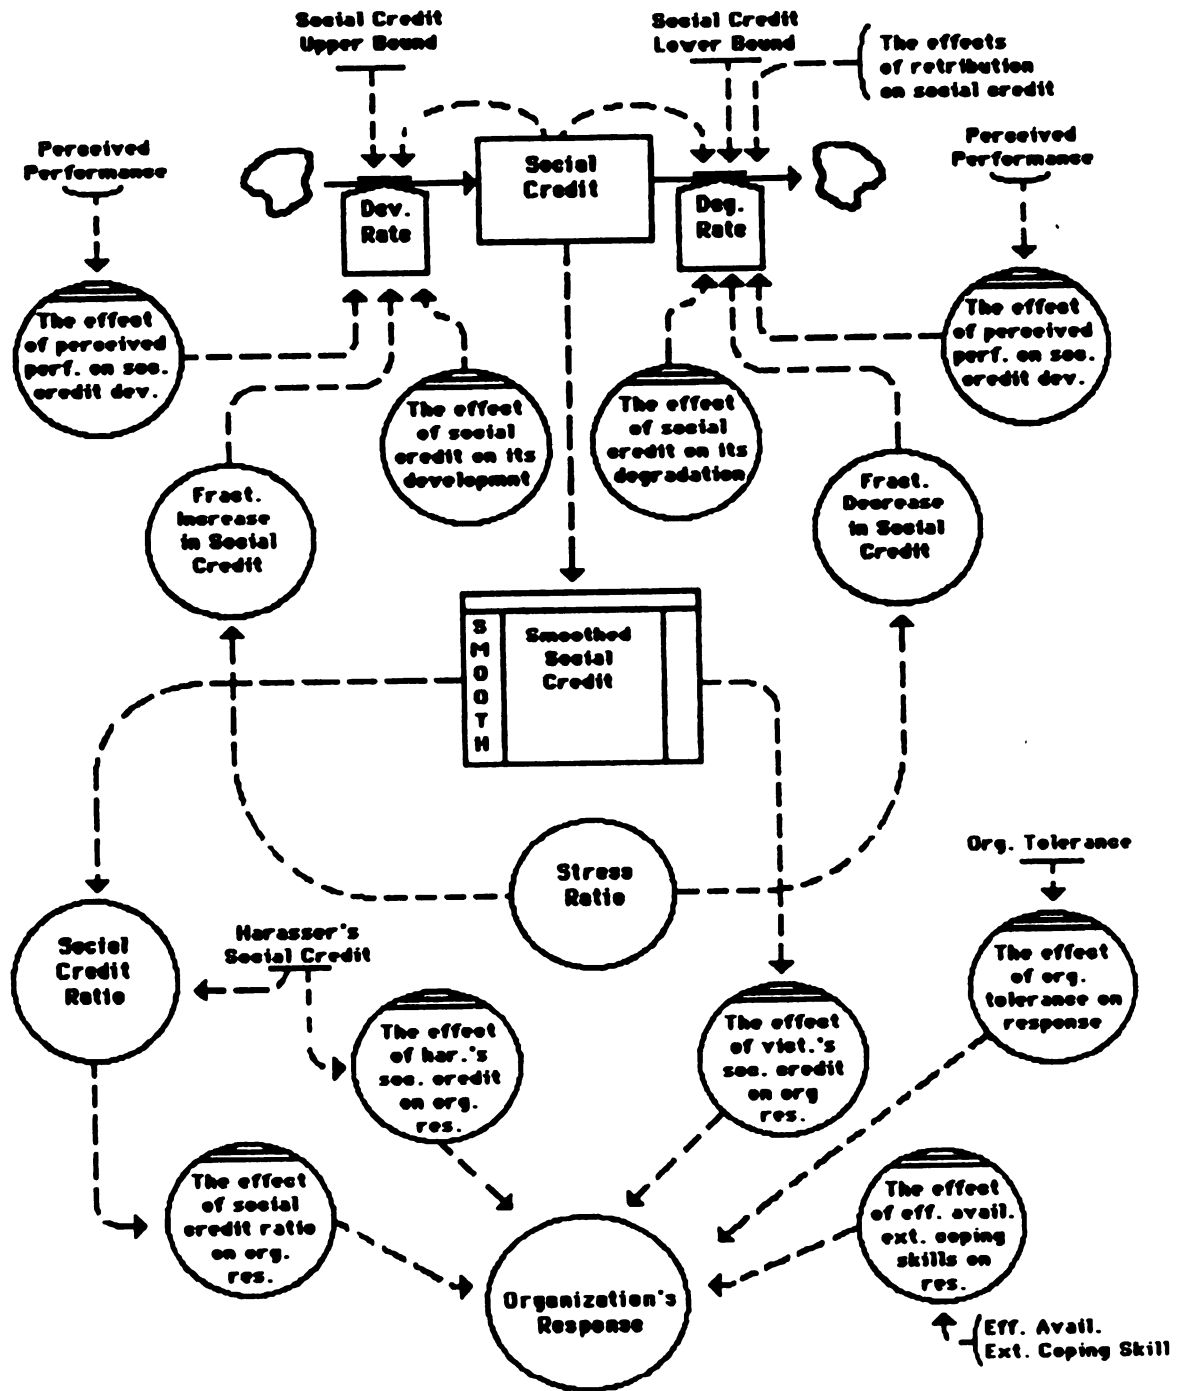 Social Credit
Upper Bound
Social Credit
Lower Bound
The effects
of retribution
on social credit
Perceived
Performance
Social
Credit
Perceived
Performance
Dev.
Rate
Deg.
Rate
The effect
of perceived
perf. on soc.
credit dev.
The effect
of perceived
perf. on soc.
credit dev.
The effect
of social
credit on its
developmnt
The effect
of social
credit on its
degradation
Fract.
Increase
in Social
Credit
Fract.
Decrease
in Social
Credit
SMOOTH
Smoothed
Social
Credit
Stress
Ratio
Org. Tolerance
Social
Credit
Ratio
Harasser's
Social Credit
The effect
of org.
tolerance on
response
The effect
of har.'s
soc. credit
on org.
res.
The effect
of vict.'s
soc. credit
on org
res.
The effect
of social
credit ratio
on org.
res.
The effect
of eff. avail.
ext. coping
skills on
res.
Organization's
Response
Eff. Avail.
Ext. Coping Skill